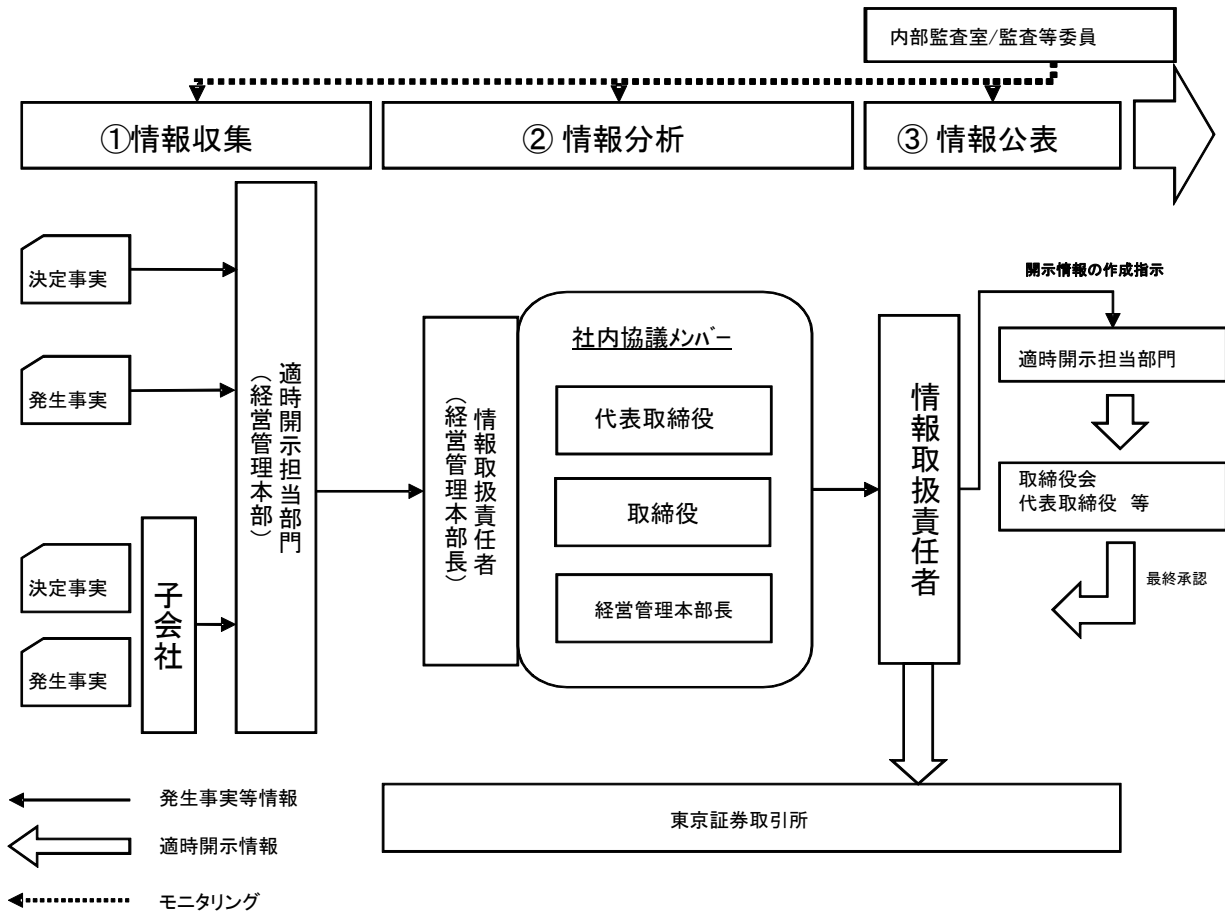 内部監査室/監査等委員
①情報収集
② 情報分析
③ 情報公表
決定事実
発生事実
決定事実
発生事実
子会社
適時開示担当部門
（経営管理本部）
情報取扱責任者
（経営管理本部長）
社内協議ﾒﾝﾊﾞｰ
代表取締役
取締役
経営管理本部長
情報取扱責任者
開示情報の作成指示
適時開示担当部門
取締役会
代表取締役 等
最終承認
東京証券取引所
発生事実等情報
適時開示情報
モニタリング